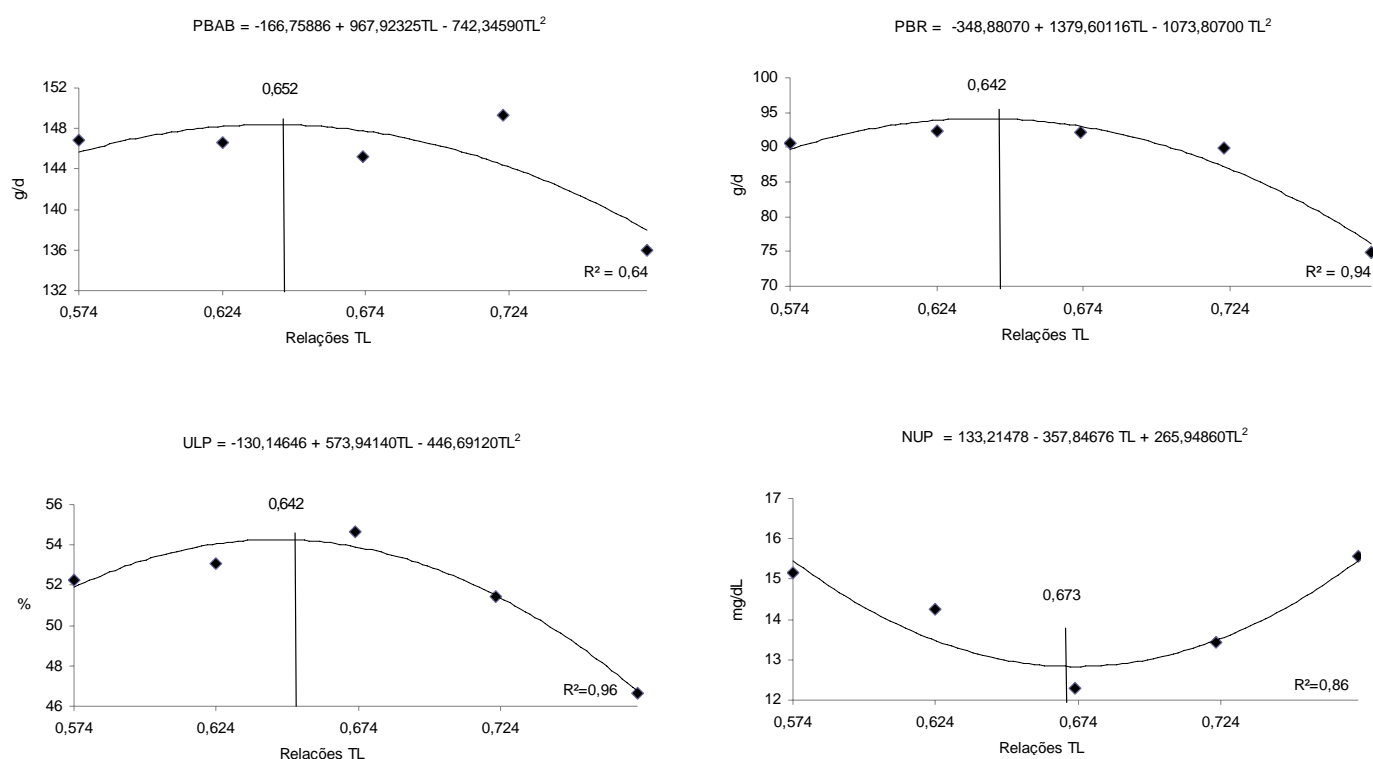 PBAB = -166,75886 + 967,92325TL - 742,34590TL²
152
148
144
140
136
132
g/d
0,652
R² = 0,64
0,574 0,624 0,674 0,724
Relações TL
PBR = -348,88070 + 1379,60116TL - 1073,80700 TL²
100
95
90
85
80
75
70
g/d
0,642
R² = 0,94
0,574 0,624 0,674 0,724
Relações TL
ULP = -130,14646 + 573,94140TL - 446,69120TL²
56
54
52
50
48
46
%
0,642
R²=0,96
0,574 0,624 0,674 0,724
Relações TL
NUP = 133,21478 - 357,84676 TL + 265,94860TL²
17
16
15
14
13
12
mg/dL
0,673
R²=0,86
0,574 0,624 0,674 0,724
Relações TL